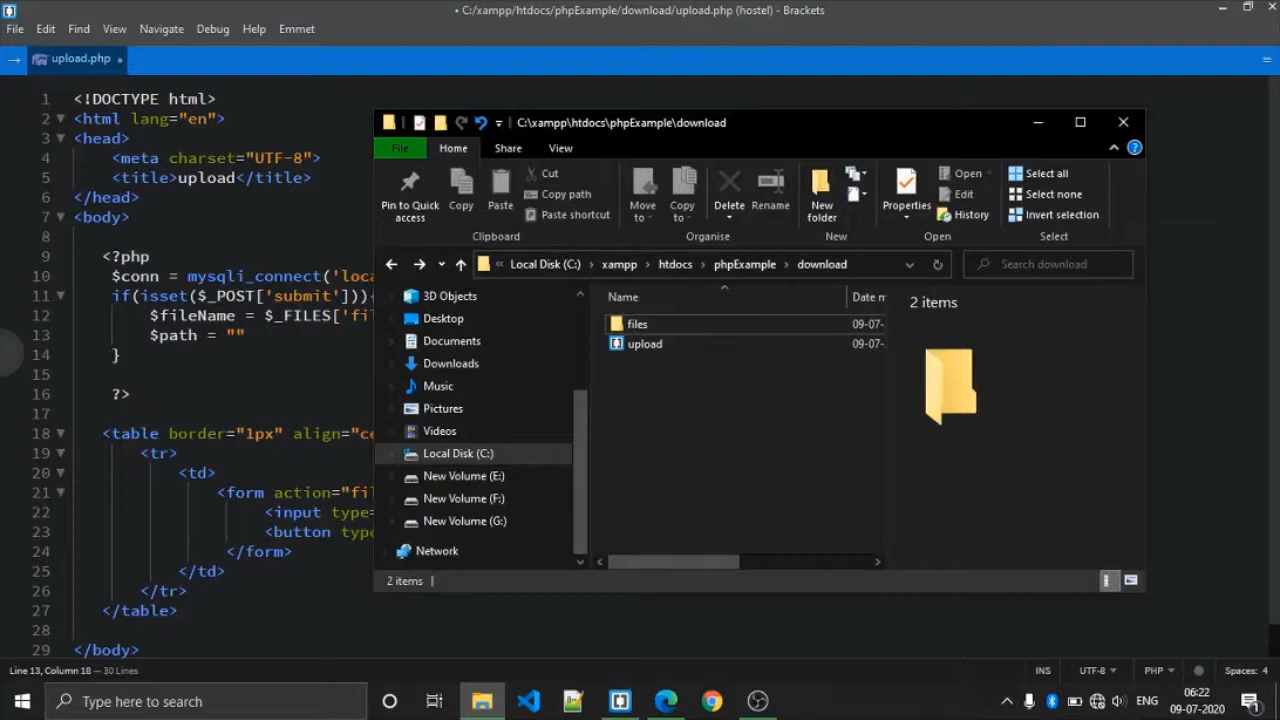 • C:/xampp/htdocs/phpExample/download/upload.php (hostel) - Brackets
File Edit Find View Navigate Debug Help Emmet
upload.php •
1 <!DOCTYPE html>
2 <html lang="en">
3 <head>
4 <meta charset="UTF-8">
5 <title>upload</title>
6 </head>
7 <body>
8
9 <?php
10 $conn = mysqli_connect('loca
11 if(isset($_POST['submit'])){
12 $fileName = $_FILES['fil
13 $path = ""
14 }
15
16 ?>
17
18 <table border="1px" align="ce
19 <tr>
20 <td>
21 <form action="fil
22 <input type=
23 <button type
24 </form>
25 </td>
26 </tr>
27 </table>
28
29 </body>
C:\xampp\htdocs\phpExample\download
File Home Share View
Pin to Quick access
Copy
Paste
Cut
Copy path
Paste shortcut
Clipboard
Move to
Copy to
Delete
Rename
Organise
New folder
New
Properties
Open
Edit
History
Open
Select all
Select none
Invert selection
Select
« Local Disk (C:) › xampp › htdocs › phpExample › download
Search download
3D Objects
Desktop
Documents
Downloads
Music
Pictures
Videos
Local Disk (C:)
New Volume (E:)
New Volume (F:)
New Volume (G:)
Network
Name Date m
files 09-07-
upload 09-07-
2 items
2 items
Line 13, Column 18 — 30 Lines
INS UTF-8 PHP Spaces: 4
Type here to search
ENG
06:22
09-07-2020
1